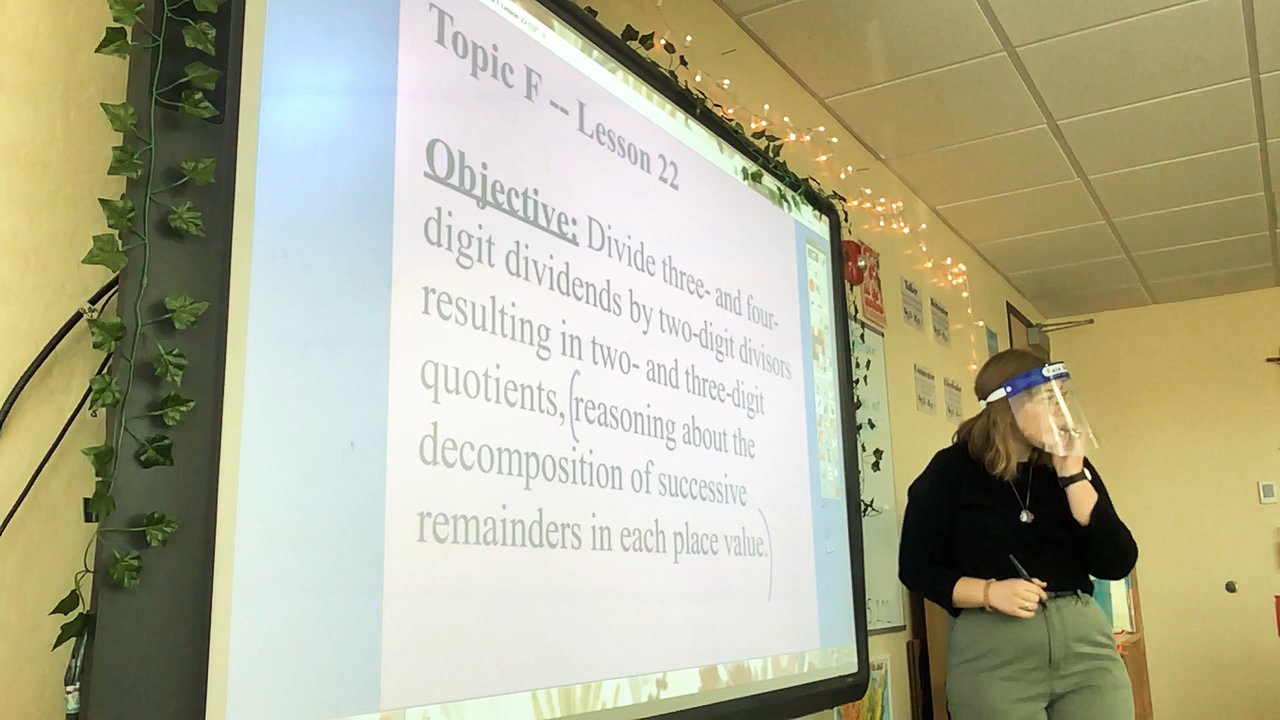 Topic F -- Lesson 22
Objective: Divide three- and four-
digit dividends by two-digit divisors
resulting in two- and three-digit
quotients, (reasoning about the
decomposition of successive
remainders in each place value.)